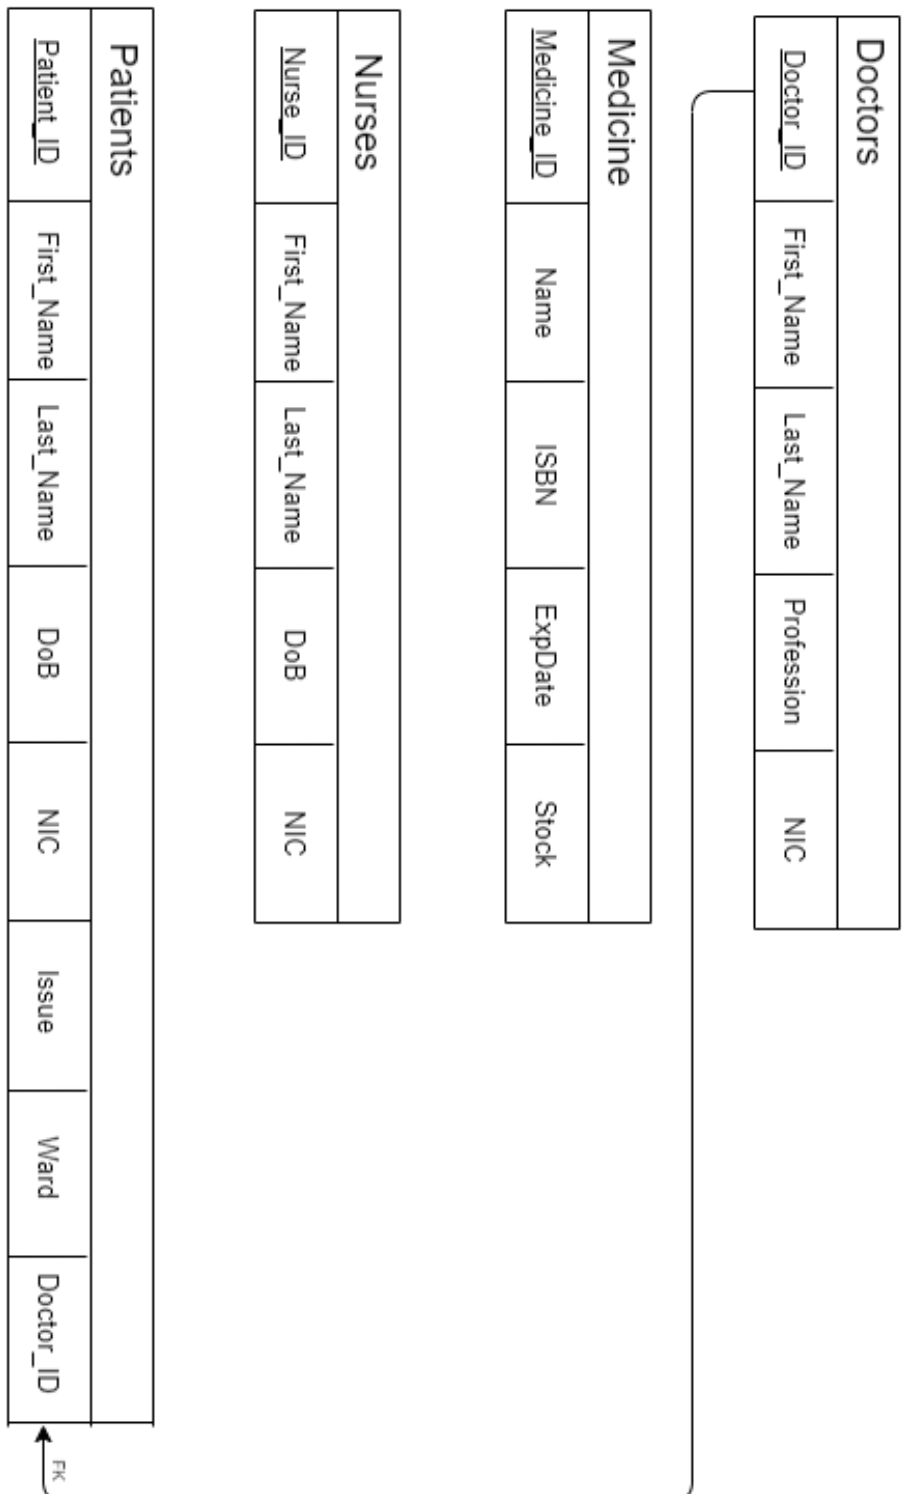 Doctors
Doctor_ID First_Name Last_Name Profession NIC
Medicine
Medicine_ID Name ISBN ExpDate Stock
Nurses
Nurse_ID First_Name Last_Name DoB NIC
Patients
Patient_ID First_Name Last_Name DoB NIC Issue Ward Doctor_ID
FK